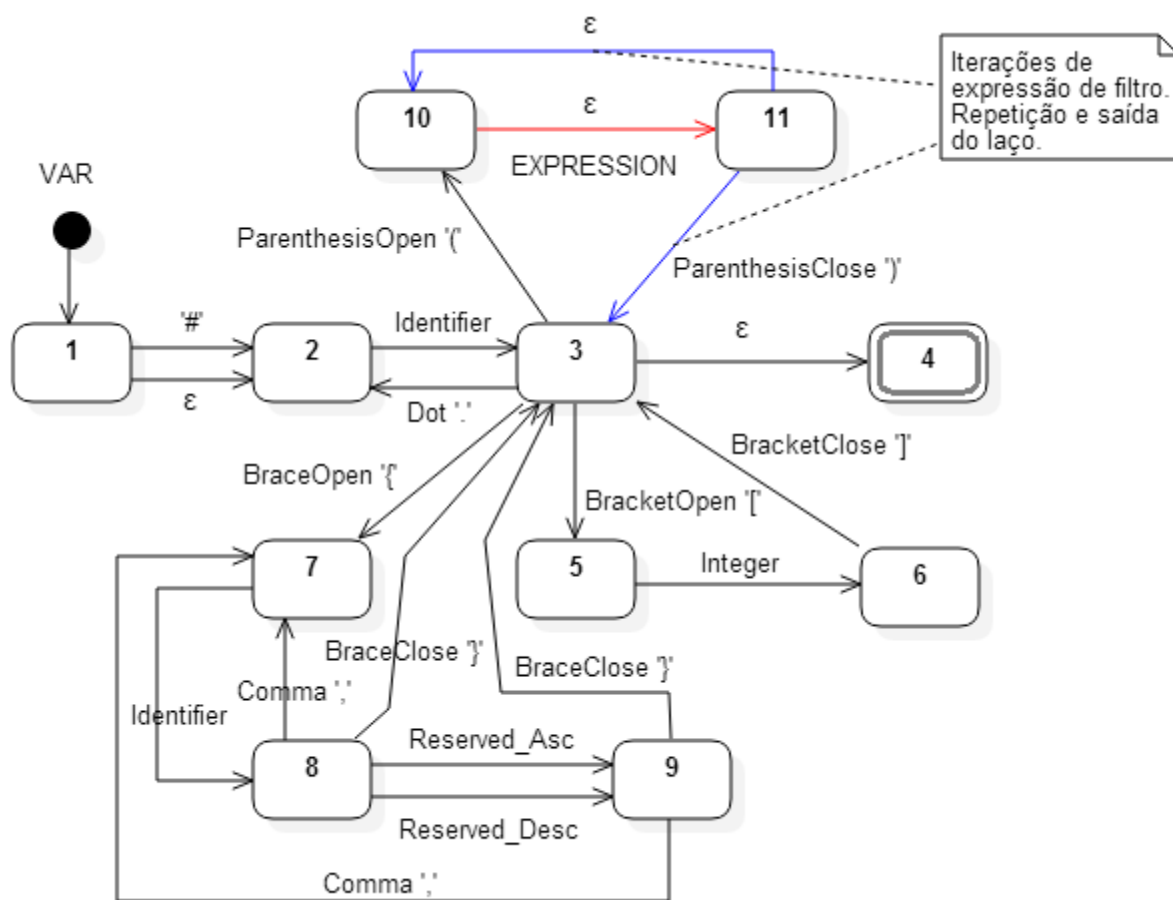 ε
Iterações de
expressão de filtro.
Repetição e saída
do laço.
10
ε
11
EXPRESSION
VAR
ParenthesisOpen '('
ParenthesisClose ')'
1
'#'
2
Identifier
3
ε
4
ε
Dot '.'
BraceOpen '{'
BracketClose ']'
BracketOpen '['
7
5
Integer
6
BraceClose '}'
BraceClose '}'
Comma ','
Identifier
8
Reserved_Asc
9
Reserved_Desc
Comma ','